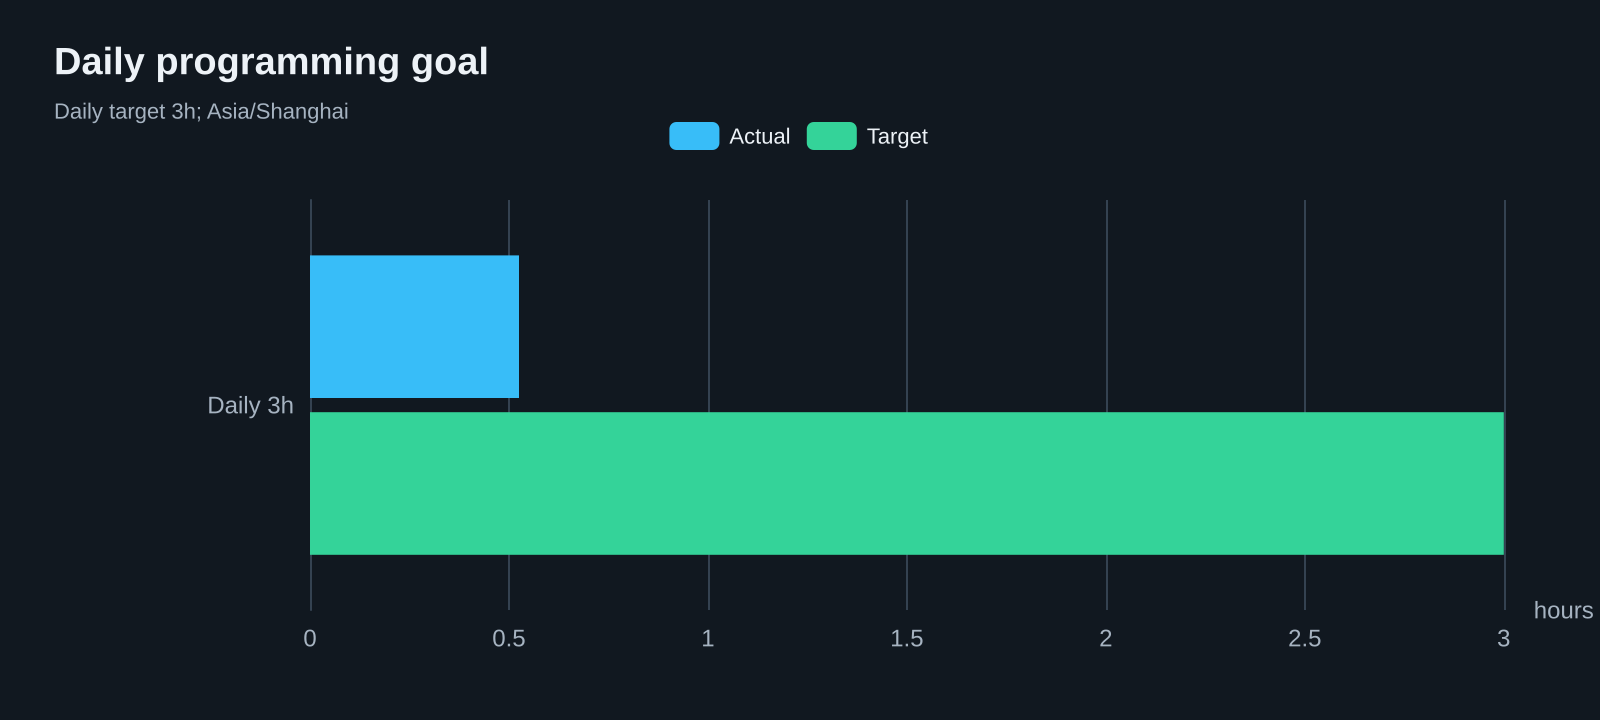 Daily programming goal
Daily target 3h; Asia/Shanghai
Actual Target
Daily 3h
hours
0 0.5 1 1.5 2 2.5 3